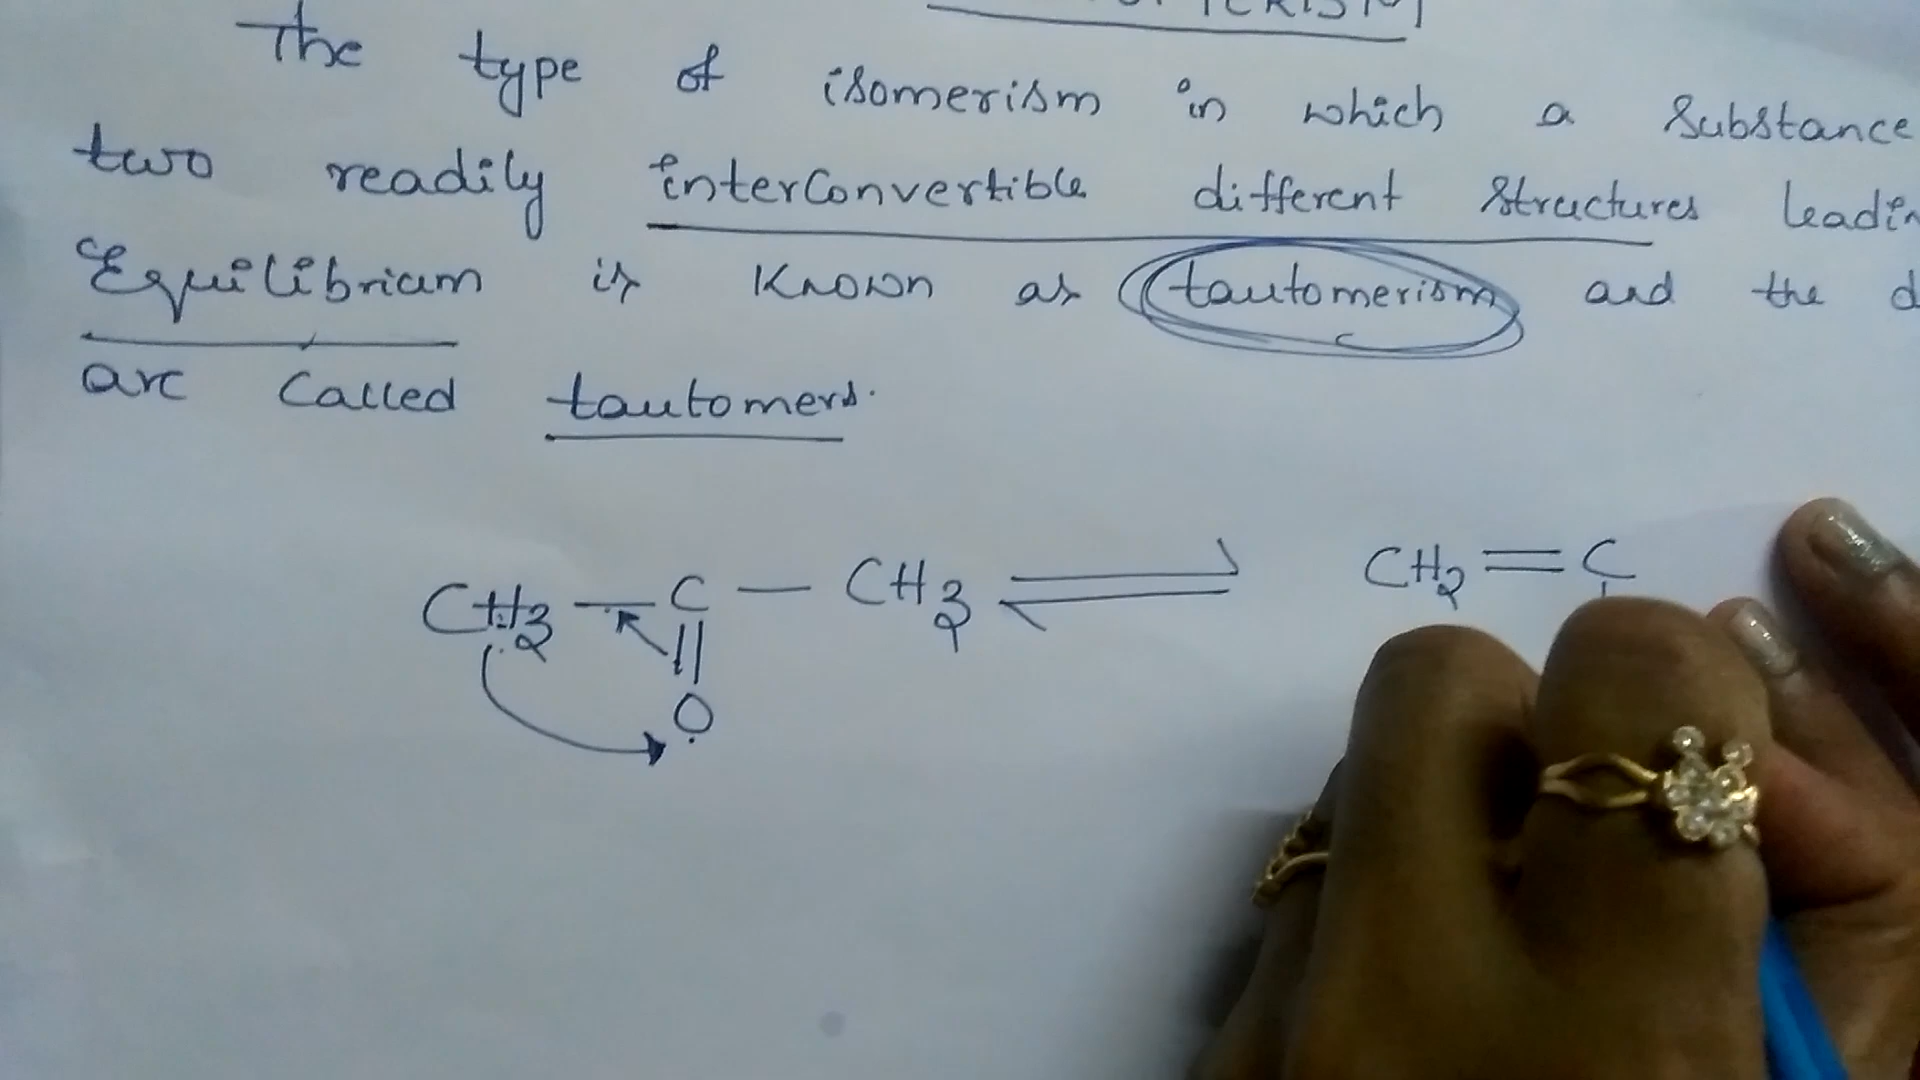 The type of isomerism in which a Substance
two readily interConvertible different Structures
Equilibrium is Known as tautomerism and the
are Called tautomers.
CH3 — C — CH3 ⇌ CH2 = C
||
O